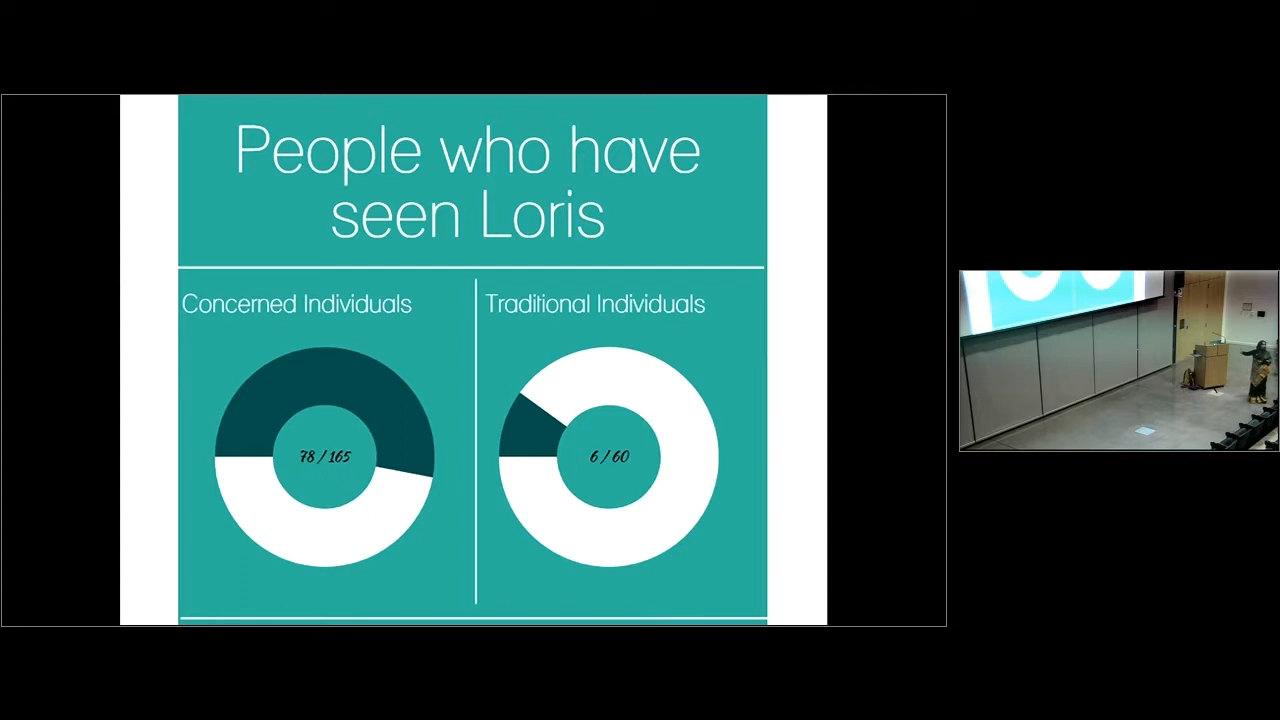 People who have
seen Loris
Concerned Individuals
Traditional Individuals
78 / 165
6 / 60